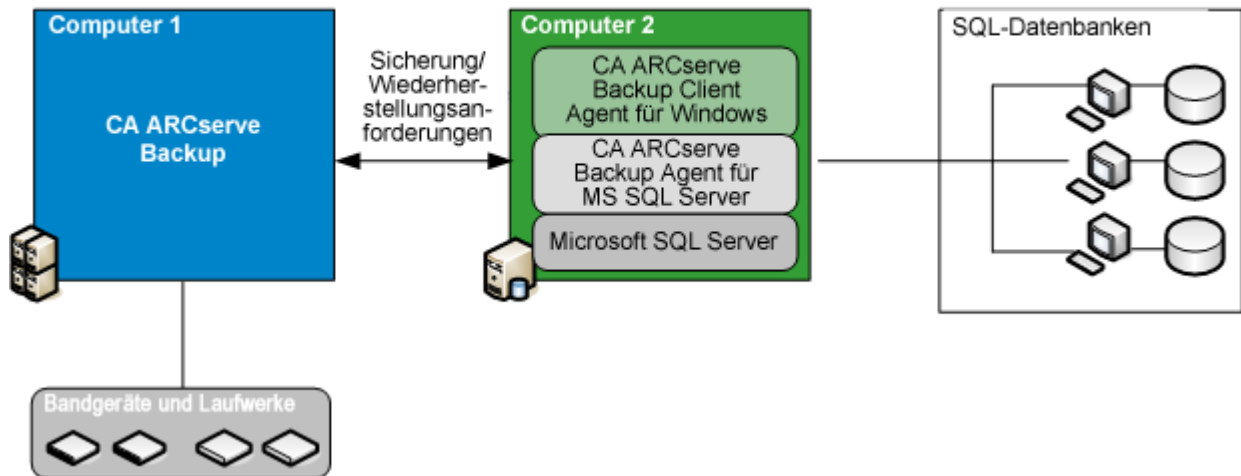 Computer 1
CA ARCserve
Backup
Sicherung/
Wiederher-
stellungsan-
forderungen
Computer 2
CA ARCserve
Backup Client
Agent für Windows
CA ARCserve
Backup Agent für
MS SQL Server
Microsoft SQL Server
SQL-Datenbanken
Bandgeräte und Laufwerke